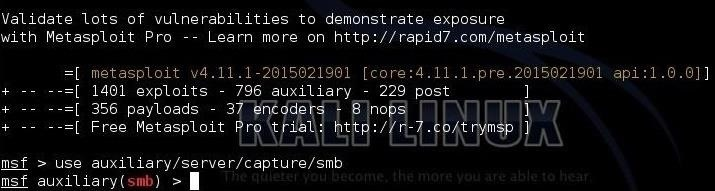 Validate lots of vulnerabilities to demonstrate exposure
with Metasploit Pro -- Learn more on http://rapid7.com/metasploit
=[ metasploit v4.11.1-2015021901 [core:4.11.1.pre.2015021901 api:1.0.0]]
+ -- --=[ 1401 exploits - 796 auxiliary - 229 post ]
+ -- --=[ 356 payloads - 37 encoders - 8 nops ]
+ -- --=[ Free Metasploit Pro trial: http://r-7.co/trymsp ]
KALI LINUX
msf > use auxiliary/server/capture/smb
msf auxiliary(smb) >
The quieter you become, the more you are able to hear.